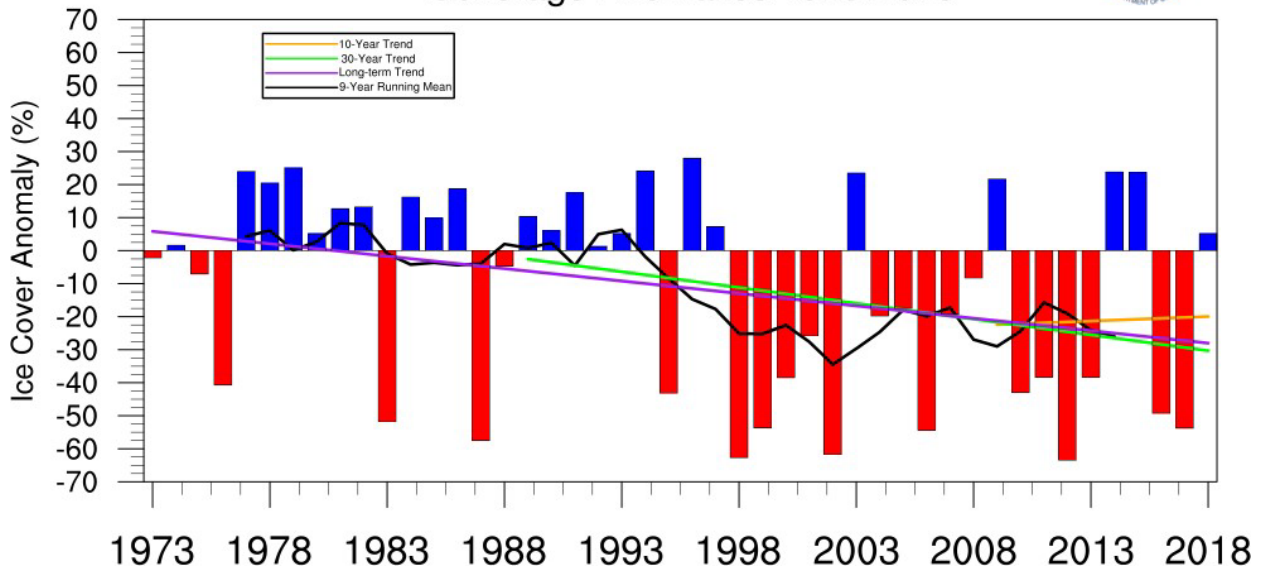 70
60
50
40
30
20
10
0
-10
-20
-30
-40
-50
-60
-70
Ice Cover Anomaly (%)
10-Year Trend
30-Year Trend
Long-term Trend
9-Year Running Mean
1973 1978 1983 1988 1993 1998 2003 2008 2013 2018